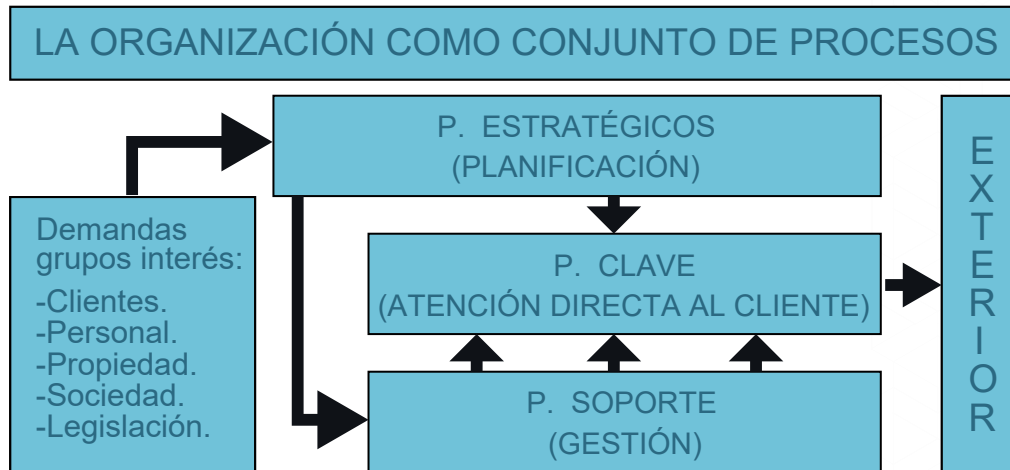 LA ORGANIZACIÓN COMO CONJUNTO DE PROCESOS
P. ESTRATÉGICOS
(PLANIFICACIÓN)
Demandas
grupos interés:
-Clientes.
-Personal.
-Propiedad.
-Sociedad.
-Legislación.
P. CLAVE
(ATENCIÓN DIRECTA AL CLIENTE)
P. SOPORTE
(GESTIÓN)
EXTERIOR